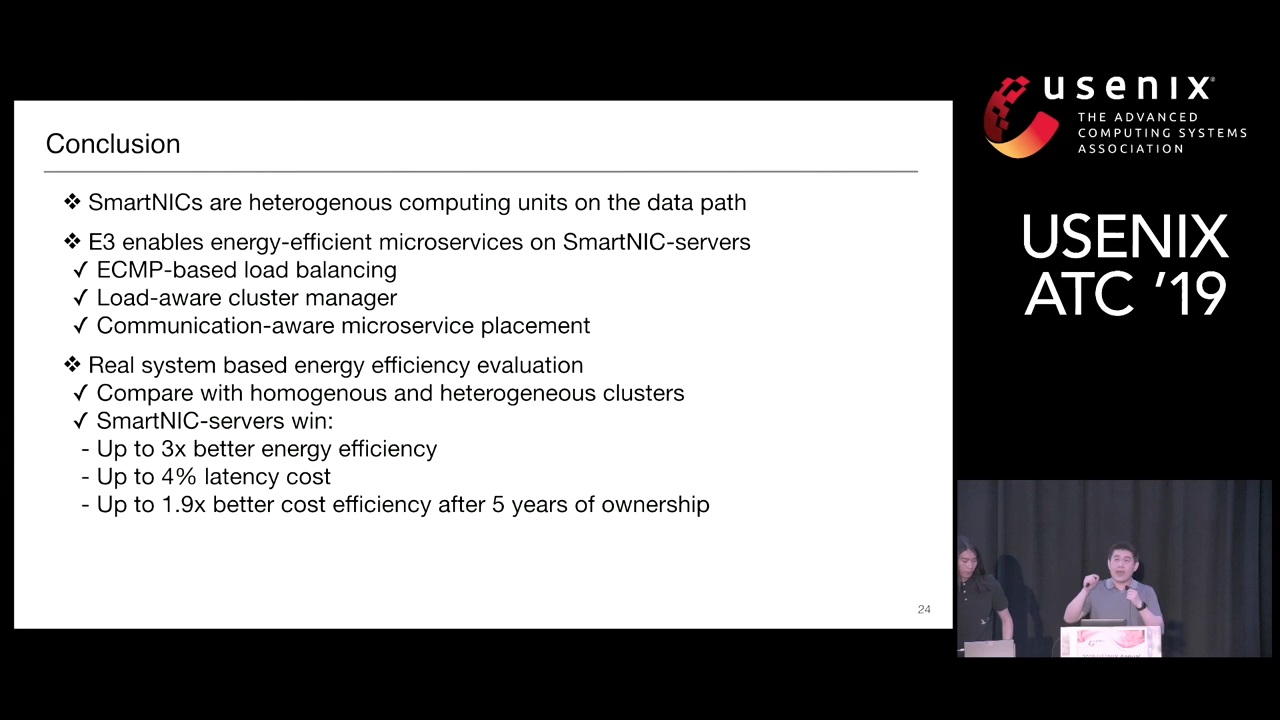 Conclusion
❖ SmartNICs are heterogenous computing units on the data path
❖ E3 enables energy-efficient microservices on SmartNIC-servers
✓ ECMP-based load balancing
✓ Load-aware cluster manager
✓ Communication-aware microservice placement
❖ Real system based energy efficiency evaluation
✓ Compare with homogenous and heterogeneous clusters
✓ SmartNIC-servers win:
- Up to 3x better energy efficiency
- Up to 4% latency cost
- Up to 1.9x better cost efficiency after 5 years of ownership
24
usenix®
THE ADVANCED
COMPUTING SYSTEMS
ASSOCIATION
USENIX
ATC ’19